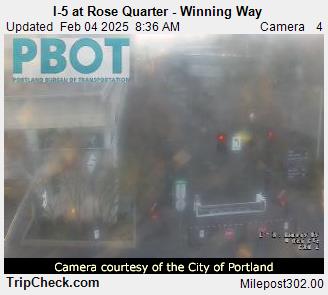 I-5 at Rose Quarter - Winning Way
Updated Feb 04 2025 8:36 AM Camera 4
PBOT
PORTLAND BUREAU OF TRANSPORTATION
Camera courtesy of the City of Portland
TripCheck.com Milepost302.00